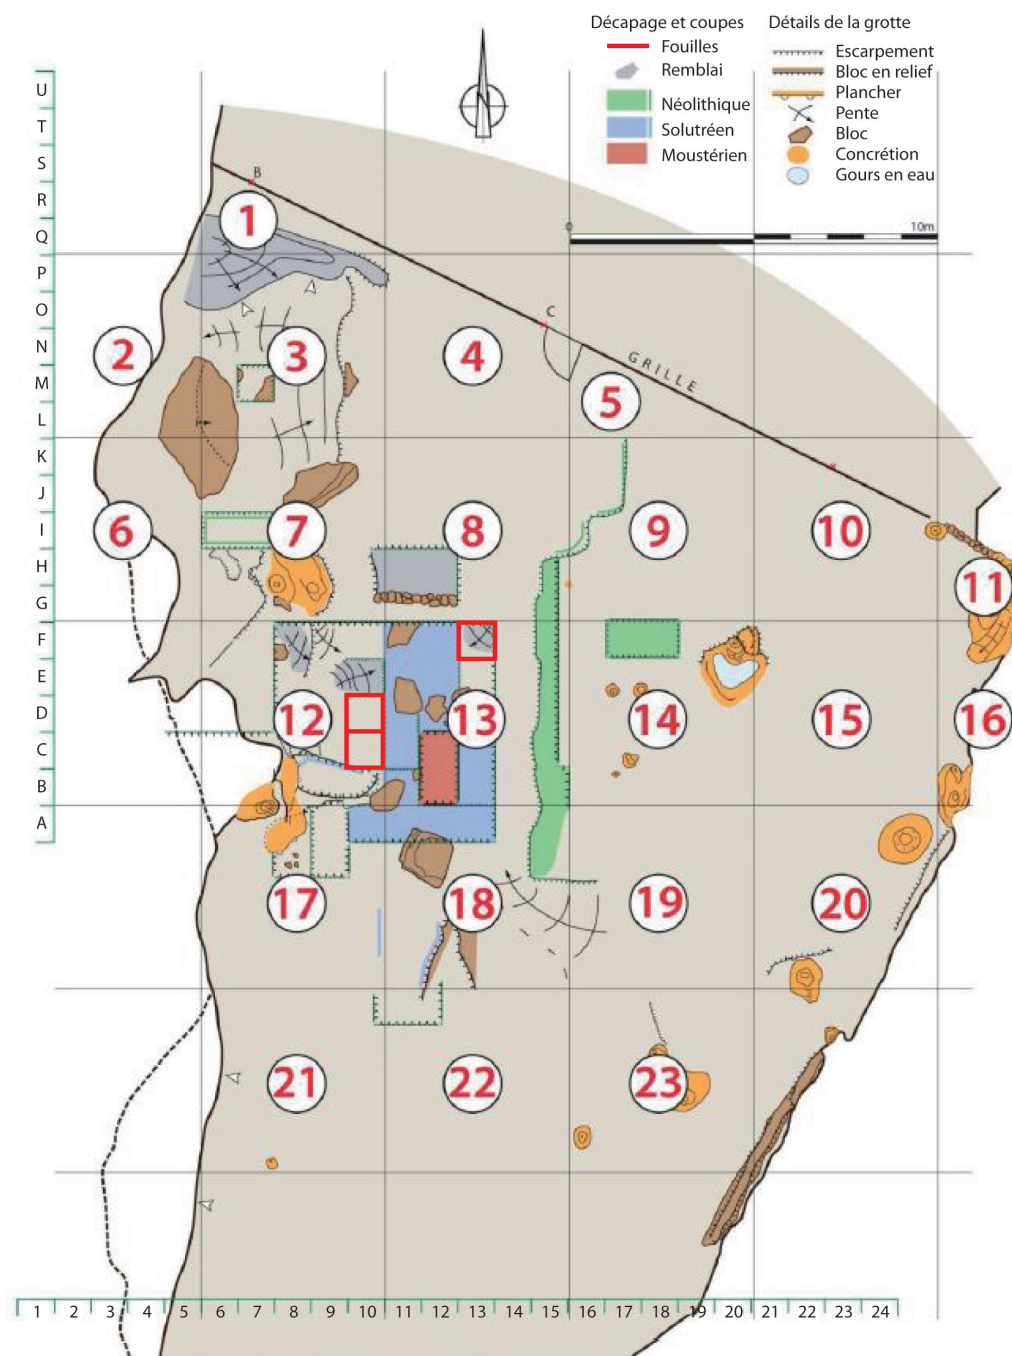 Décapage et coupes
Fouilles
Remblai
Néolithique
Solutréen
Moustérien
Détails de la grotte
Escarpement
Bloc en relief
Plancher
Pente
Bloc
Concrétion
Gours en eau
0 10m
U
T
S
R
Q
P
O
N
M
L
K
J
I
H
G
F
E
D
C
B
A
B
C
GRILLE
1
2 3 4
5
6 7 8 9 10
11
12 13 14 15 16
17 18 19 20
21 22 23
1 2 3 4 5 6 7 8 9 10 11 12 13 14 15 16 17 18 19 20 21 22 23 24